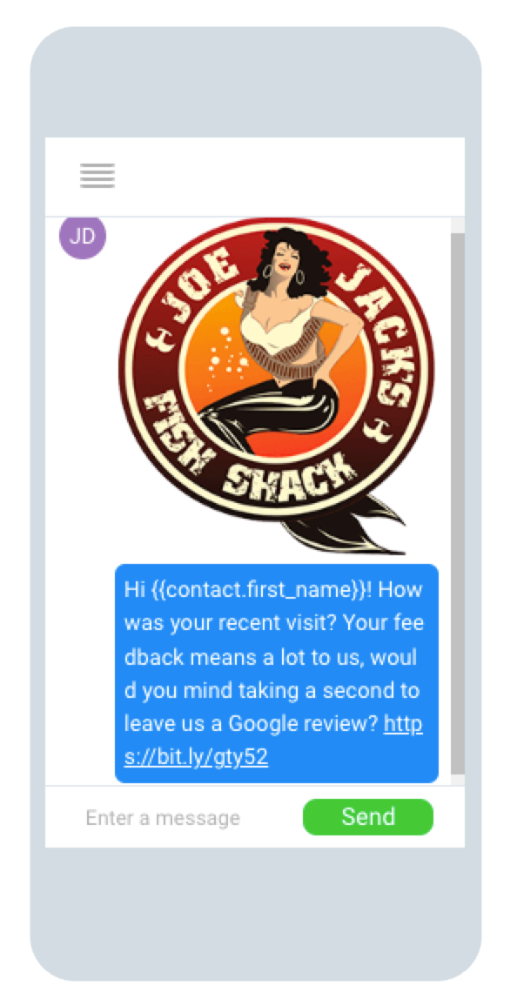 JD
JOE JACK'S
FISH SHACK
Hi {{contact.first_name}}! How
was your recent visit? Your fee
dback means a lot to us, woul
d you mind taking a second to
leave us a Google review? http
s://bit.ly/gty52
Enter a message
Send